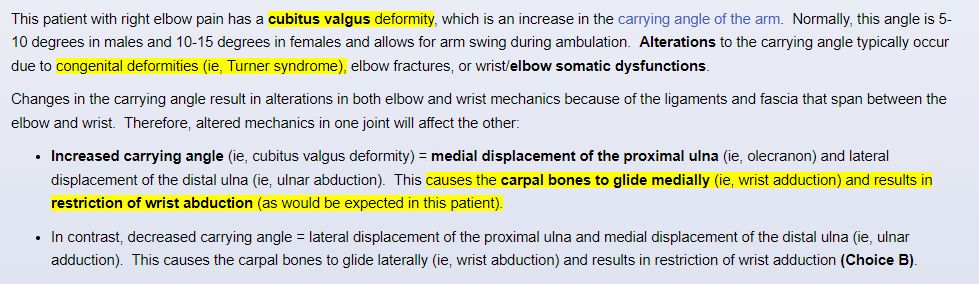 This patient with right elbow pain has a cubitus valgus deformity, which is an increase in the carrying angle of the arm.  Normally, this angle is 5-
10 degrees in males and 10-15 degrees in females and allows for arm swing during ambulation.  Alterations to the carrying angle typically occur
due to congenital deformities (ie, Turner syndrome), elbow fractures, or wrist/elbow somatic dysfunctions.
Changes in the carrying angle result in alterations in both elbow and wrist mechanics because of the ligaments and fascia that span between the
elbow and wrist.  Therefore, altered mechanics in one joint will affect the other:
• Increased carrying angle (ie, cubitus valgus deformity) = medial displacement of the proximal ulna (ie, olecranon) and lateral
displacement of the distal ulna (ie, ulnar abduction).  This causes the carpal bones to glide medially (ie, wrist adduction) and results in
restriction of wrist abduction (as would be expected in this patient).
• In contrast, decreased carrying angle = lateral displacement of the proximal ulna and medial displacement of the distal ulna (ie, ulnar
adduction).  This causes the carpal bones to glide laterally (ie, wrist abduction) and results in restriction of wrist adduction (Choice B).